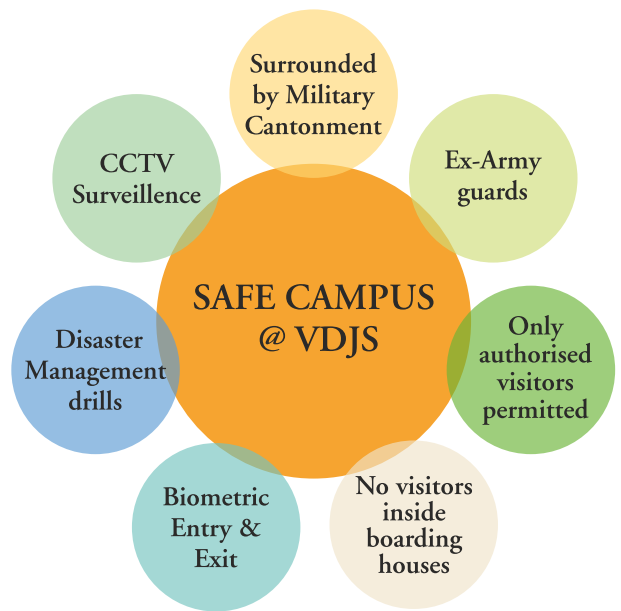 Surrounded
by Military
Cantonment
Ex-Army
guards
Only
authorised
visitors
permitted
No visitors
inside
boarding
houses
Biometric
Entry &
Exit
Disaster
Management
drills
CCTV
Surveillence
SAFE CAMPUS
@ VDJS